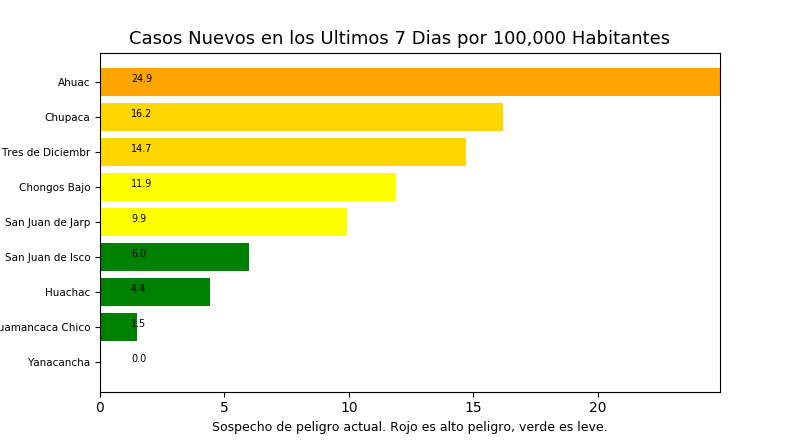 Casos Nuevos en los Ultimos 7 Dias por 100,000 Habitantes
Ahuac 24.9
Chupaca 16.2
Tres de Diciembr 14.7
Chongos Bajo 11.9
San Juan de Jarp 9.9
San Juan de Isco 6.0
Huachac 4.4
uamancaca Chico 1.5
Yanacancha 0.0
0 5 10 15 20
Sospecho de peligro actual. Rojo es alto peligro, verde es leve.